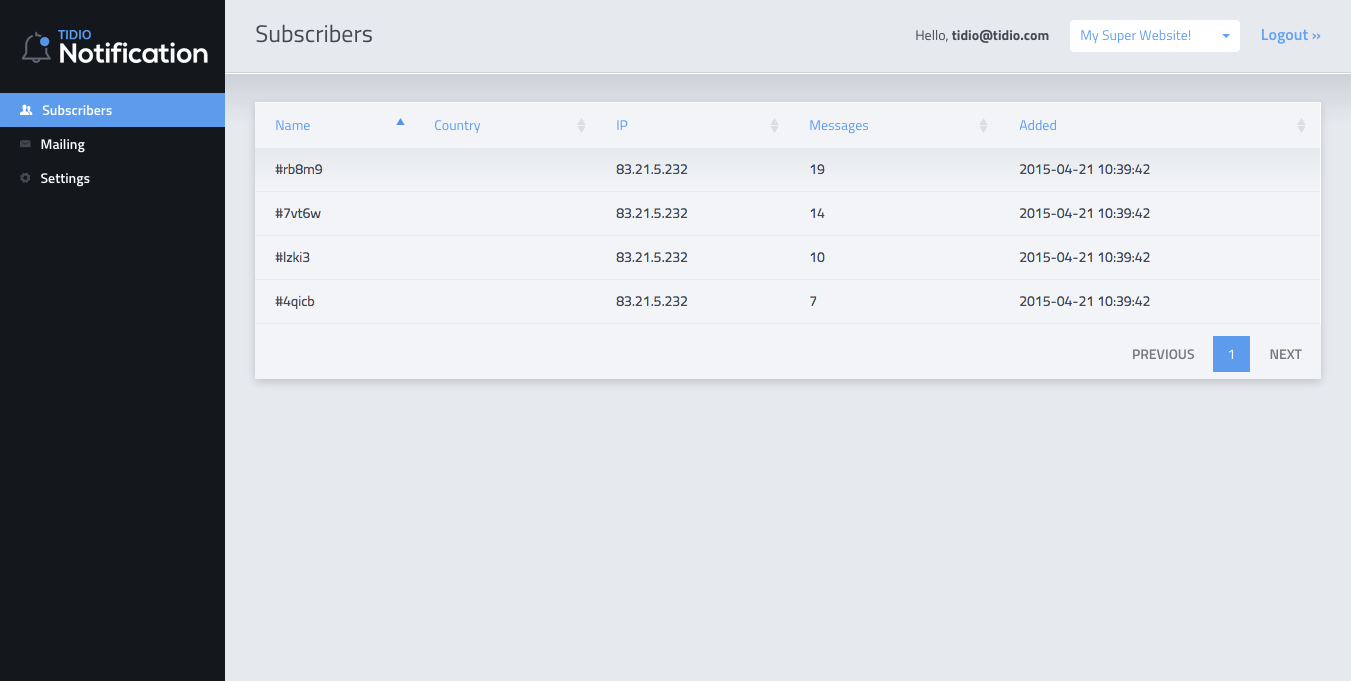 TIDIO
Notification
Subscribers
Mailing
Settings
Subscribers
Hello, tidio@tidio.com
My Super Website!
Logout »
Name Country IP Messages Added
#rb8m9 83.21.5.232 19 2015-04-21 10:39:42
#7vt6w 83.21.5.232 14 2015-04-21 10:39:42
#lzki3 83.21.5.232 10 2015-04-21 10:39:42
#4qicb 83.21.5.232 7 2015-04-21 10:39:42
PREVIOUS 1 NEXT